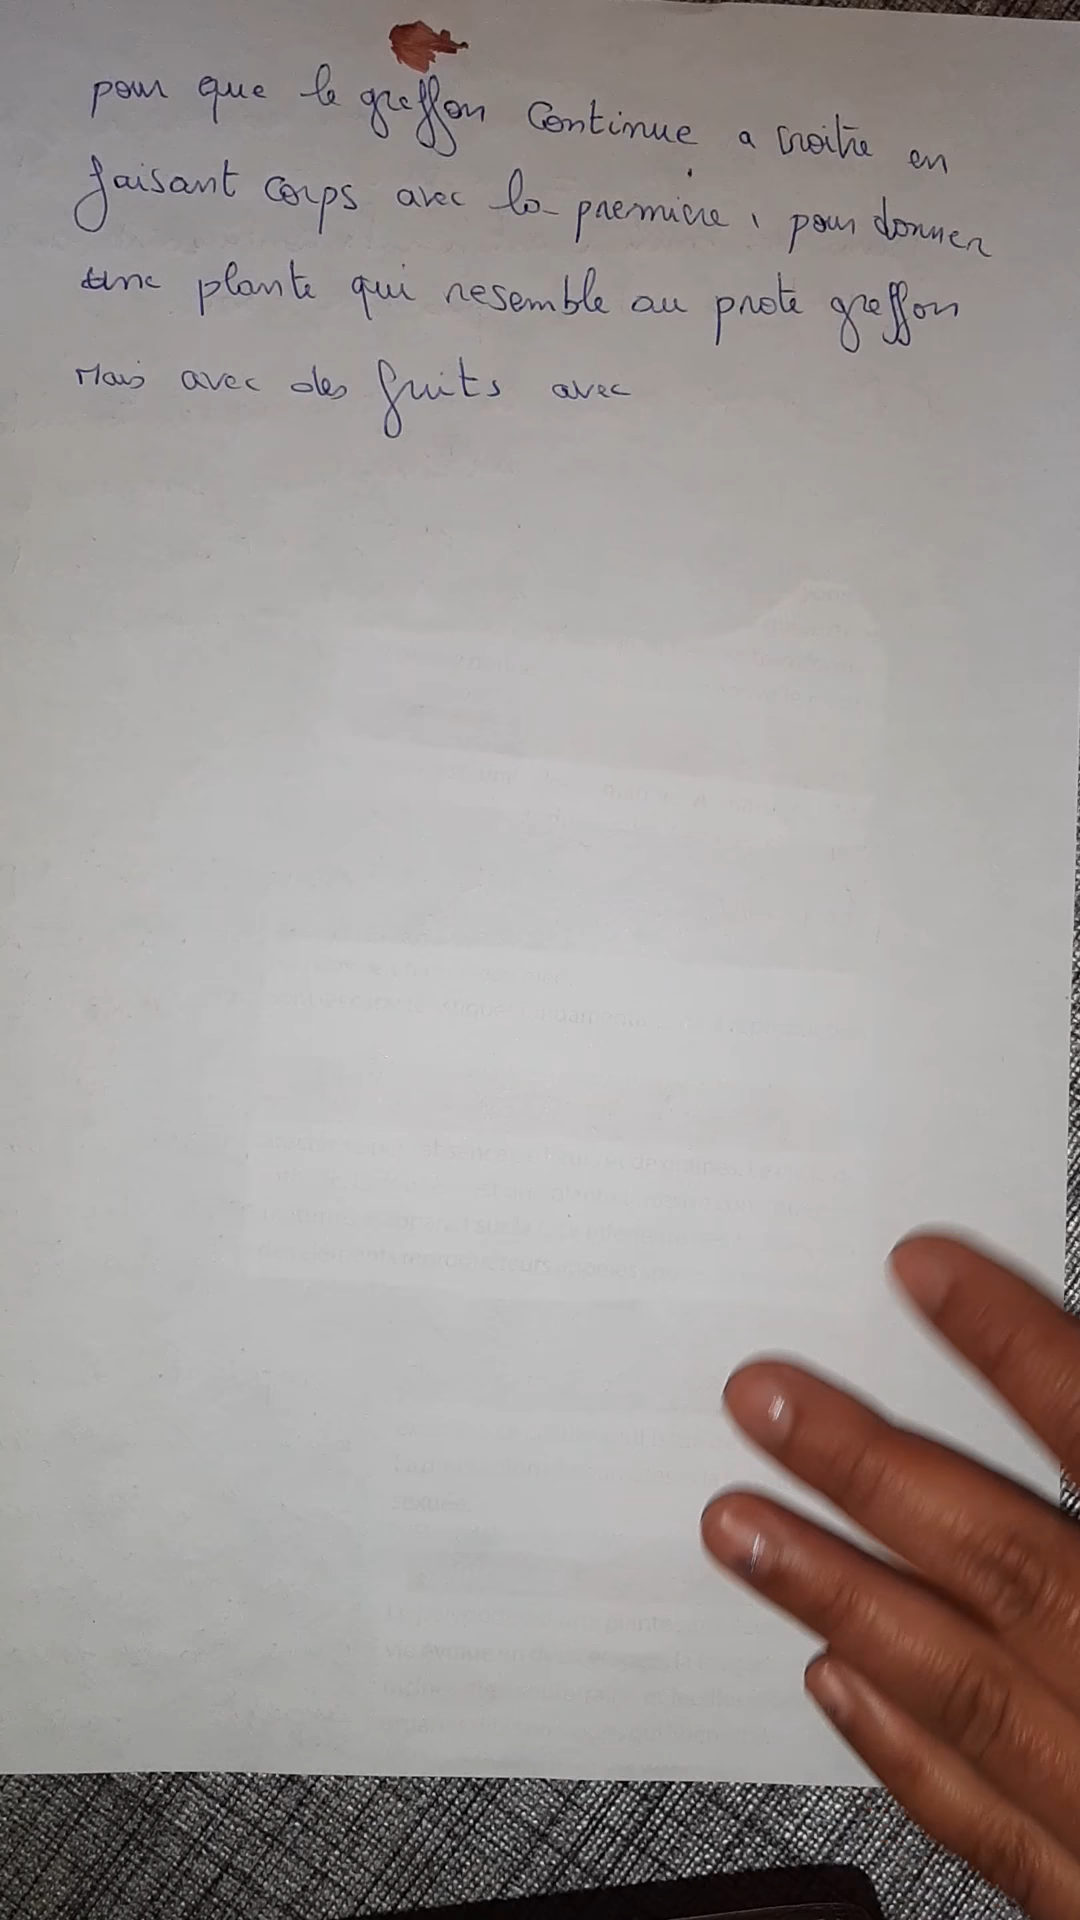 pour que le greffon continue a croitre en
faisant corps avec la premiere, pour donner
une plante qui resemble au prote greffon
Mais avec des fruits avec